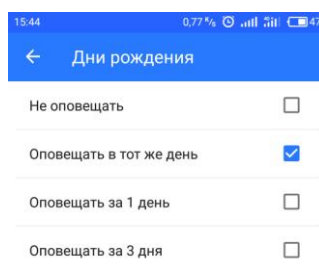 15:44 0,77 K/s 47
Дни рождения
Не оповещать
Оповещать в тот же день
Оповещать за 1 день
Оповещать за 3 дня